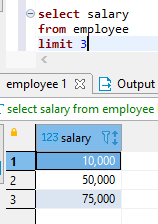 select salary
from employee
limit 3
employee 1 Output
select salary from employee
123 salary
1 10,000
2 50,000
3 75,000